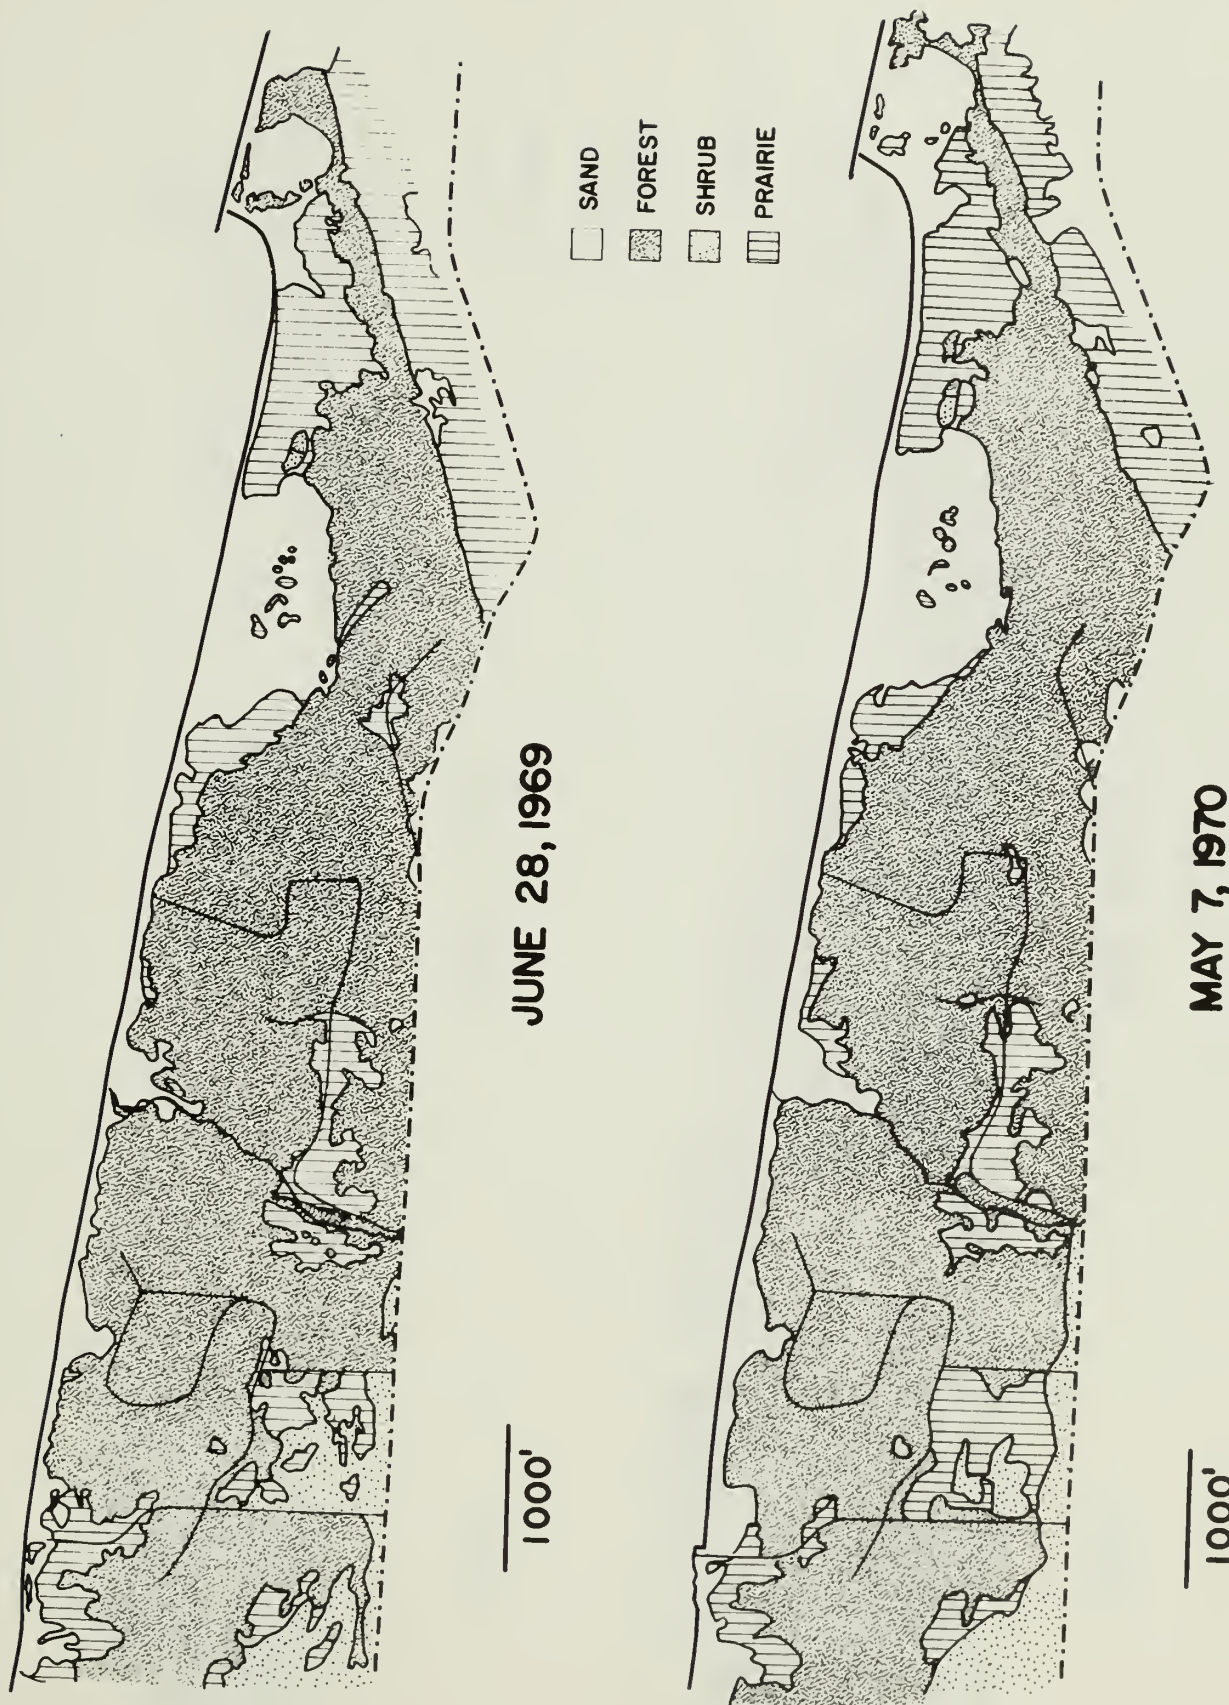 SAND
FOREST
SHRUB
PRAIRIE
JUNE 28, 1969
1000'
MAY 7, 1970
1000'